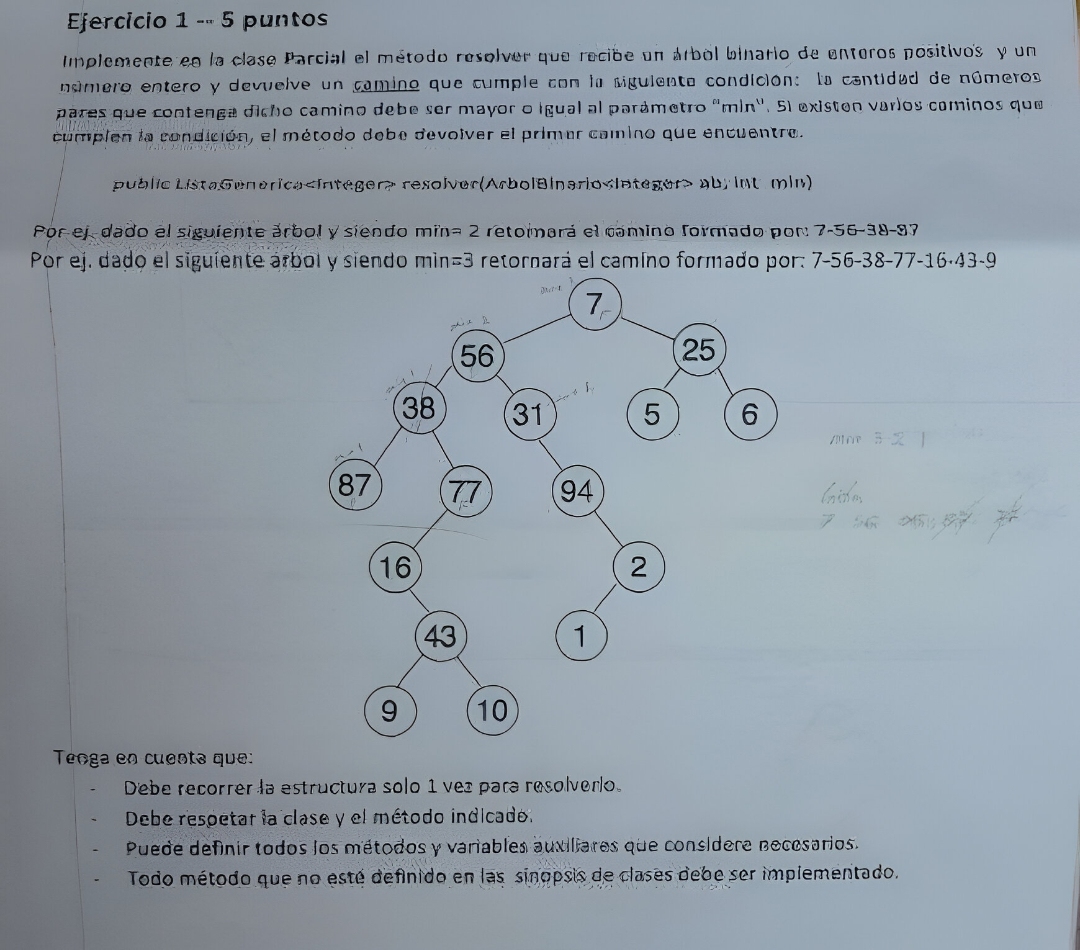 Ejercicio 1 -- 5 puntos
Implemente en la clase Parcial el método resolver que recibe un árbol binario de enteros positivos y un
número entero y devuelve un camino que cumple con la siguiente condición: la cantidad de números
pares que contenga dicho camino debe ser mayor o igual al parámetro "min". Si existen varios caminos que
cumplen la condición, el método debe devolver el primer camino que encuentre.
public ListaGenerica<Integer> resolver(ArbolBinario<Integer> ab, int min)
Por ej. dado el siguiente árbol y siendo min= 2 retornará el camino formado por: 7-56-38-87
Por ej. dado el siguiente árbol y siendo min=3 retornará el camino formado por: 7-56-38-77-16-43-9
7
56
25
38
31
5
6
87
77
94
16
2
43
1
9
10
Tenga en cuenta que:
- Debe recorrer la estructura solo 1 vez para resolverlo.
- Debe respetar la clase y el método indicado.
- Puede definir todos los métodos y variables auxiliares que considere necesarios.
- Todo método que no esté definido en las sinopsis de clases debe ser implementado.